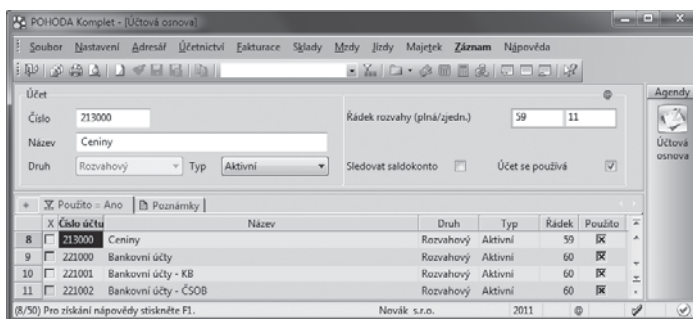 POHODA Komplet - [Účtová osnova]
Soubor Nastavení Adresář Účetnictví Fakturace Sklady Mzdy Jízdy Majetek Záznam Nápověda
Účet
Agendy
Číslo 213000 Řádek rozvahy (plná/zjedn.) 59 11
Název Ceniny
Účtová osnova
Druh Rozvahový Typ Aktivní Sledovat saldokonto Účet se používá
Použito = Ano Poznámky
X Číslo účtu Název Druh Typ Řádek Použito
8 213000 Ceniny Rozvahový Aktivní 59
9 221000 Bankovní účty Rozvahový Aktivní 60
10 221001 Bankovní účty - KB Rozvahový Aktivní 60
11 221002 Bankovní účty - ČSOB Rozvahový Aktivní 60
(8/50) Pro získání nápovědy stiskněte F1. Novák s.r.o. 2011 @